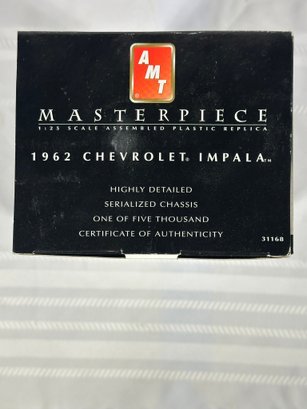 AMT
MASTERPIECE
1:25 SCALE ASSEMBLED PLASTIC REPLICA
1962 CHEVROLET® IMPALA™
HIGHLY DETAILED
SERIALIZED CHASSIS
ONE OF FIVE THOUSAND
CERTIFICATE OF AUTHENTICITY
31168